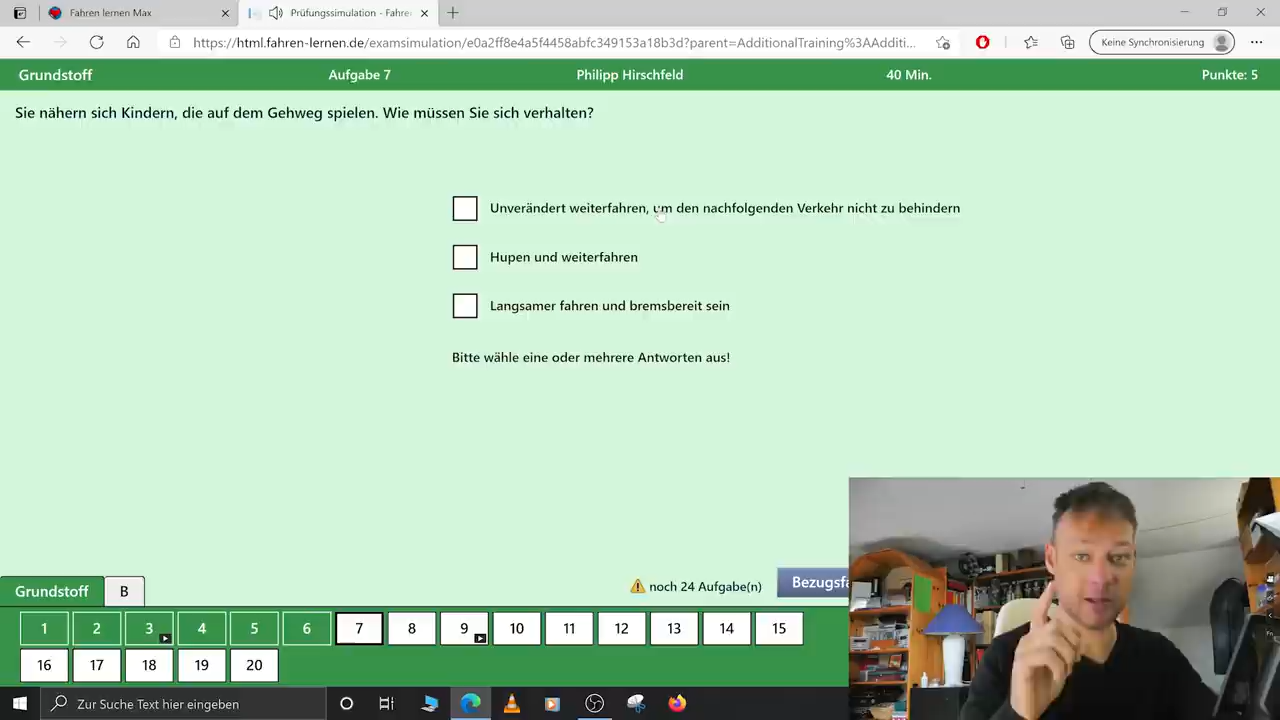 Fahren lernen Max
Prüfungssimulation - Fahre
https://html.fahren-lernen.de/examsimulation/e0a2ff8e4a5f4458abfc349153a18b3d?parent=AdditionalTraining%3AAdditi...
Keine Synchronisierung
Grundstoff
Aufgabe 7
Philipp Hirschfeld
40 Min.
Punkte: 5
Sie nähern sich Kindern, die auf dem Gehweg spielen. Wie müssen Sie sich verhalten?
Unverändert weiterfahren, um den nachfolgenden Verkehr nicht zu behindern
Hupen und weiterfahren
Langsamer fahren und bremsbereit sein
Bitte wähle eine oder mehrere Antworten aus!
Grundstoff
B
noch 24 Aufgabe(n)
Bezugsfa
1 2 3 4 5 6 7 8 9 10 11 12 13 14 15
16 17 18 19 20
Zur Suche Text hier eingeben